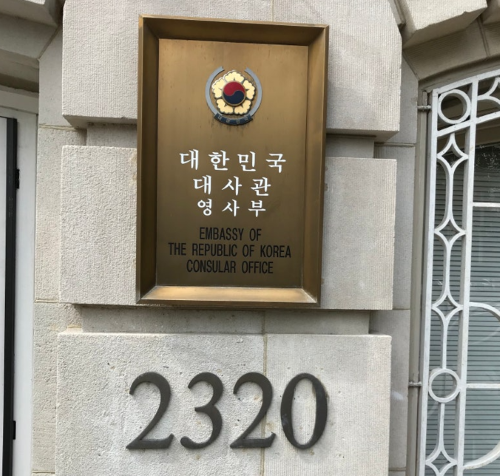 대한민국
대사관
영사부
EMBASSY OF
THE REPUBLIC OF KOREA
CONSULAR OFFICE
2320